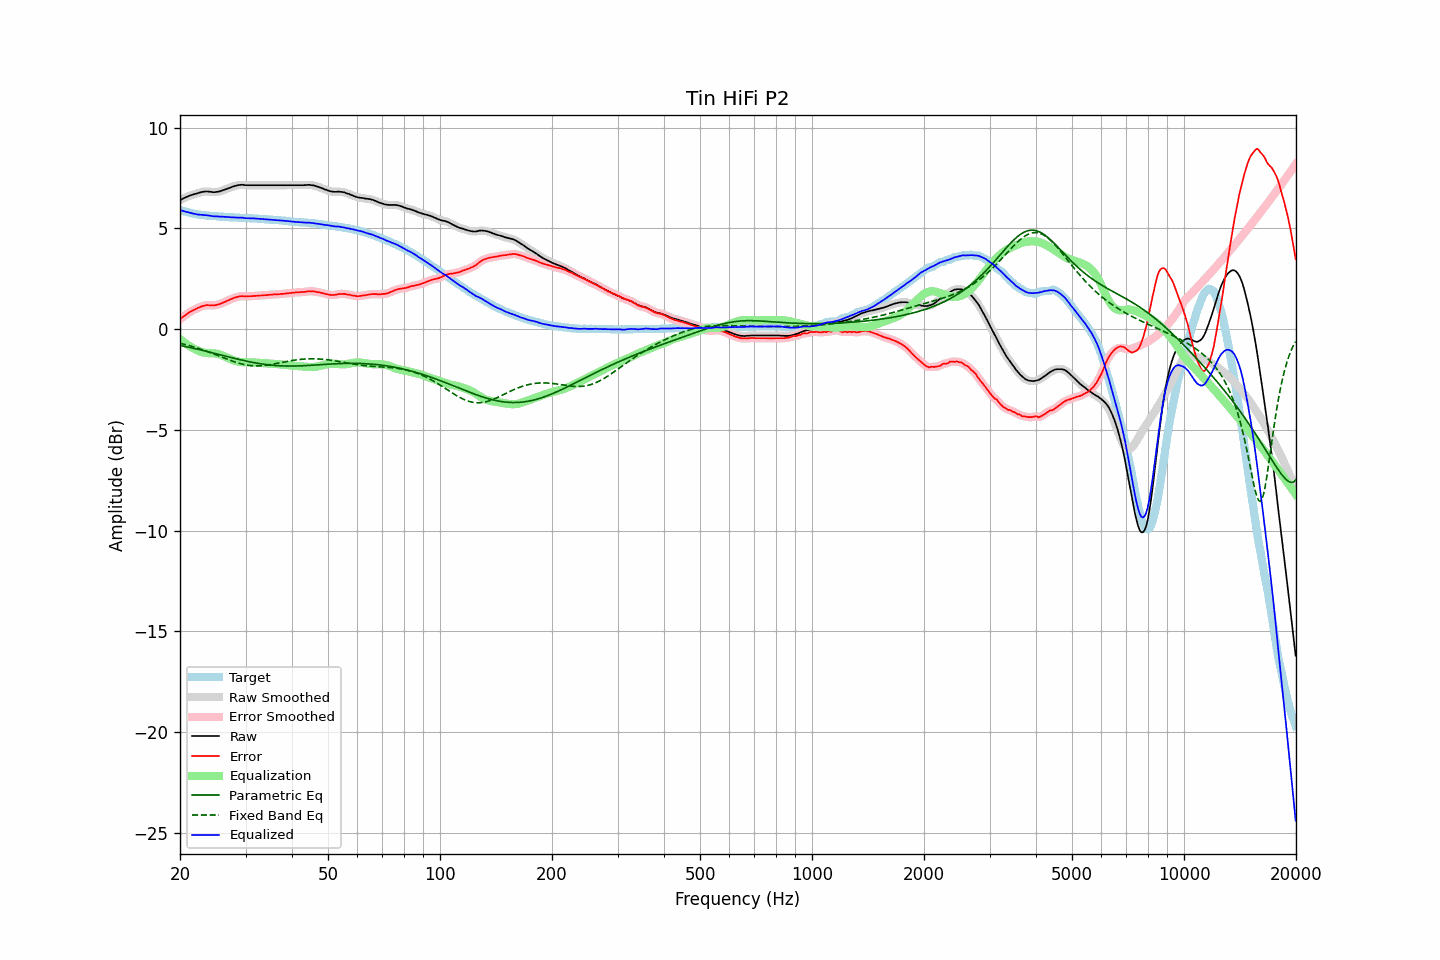 Tin HiFi P2
10
5
0
−5
−10
−15
−20
−25
Amplitude (dBr)
Target
Raw Smoothed
Error Smoothed
Raw
Error
Equalization
Parametric Eq
Fixed Band Eq
Equalized
20 50 100 200 500 1000 2000 5000 10000 20000
Frequency (Hz)